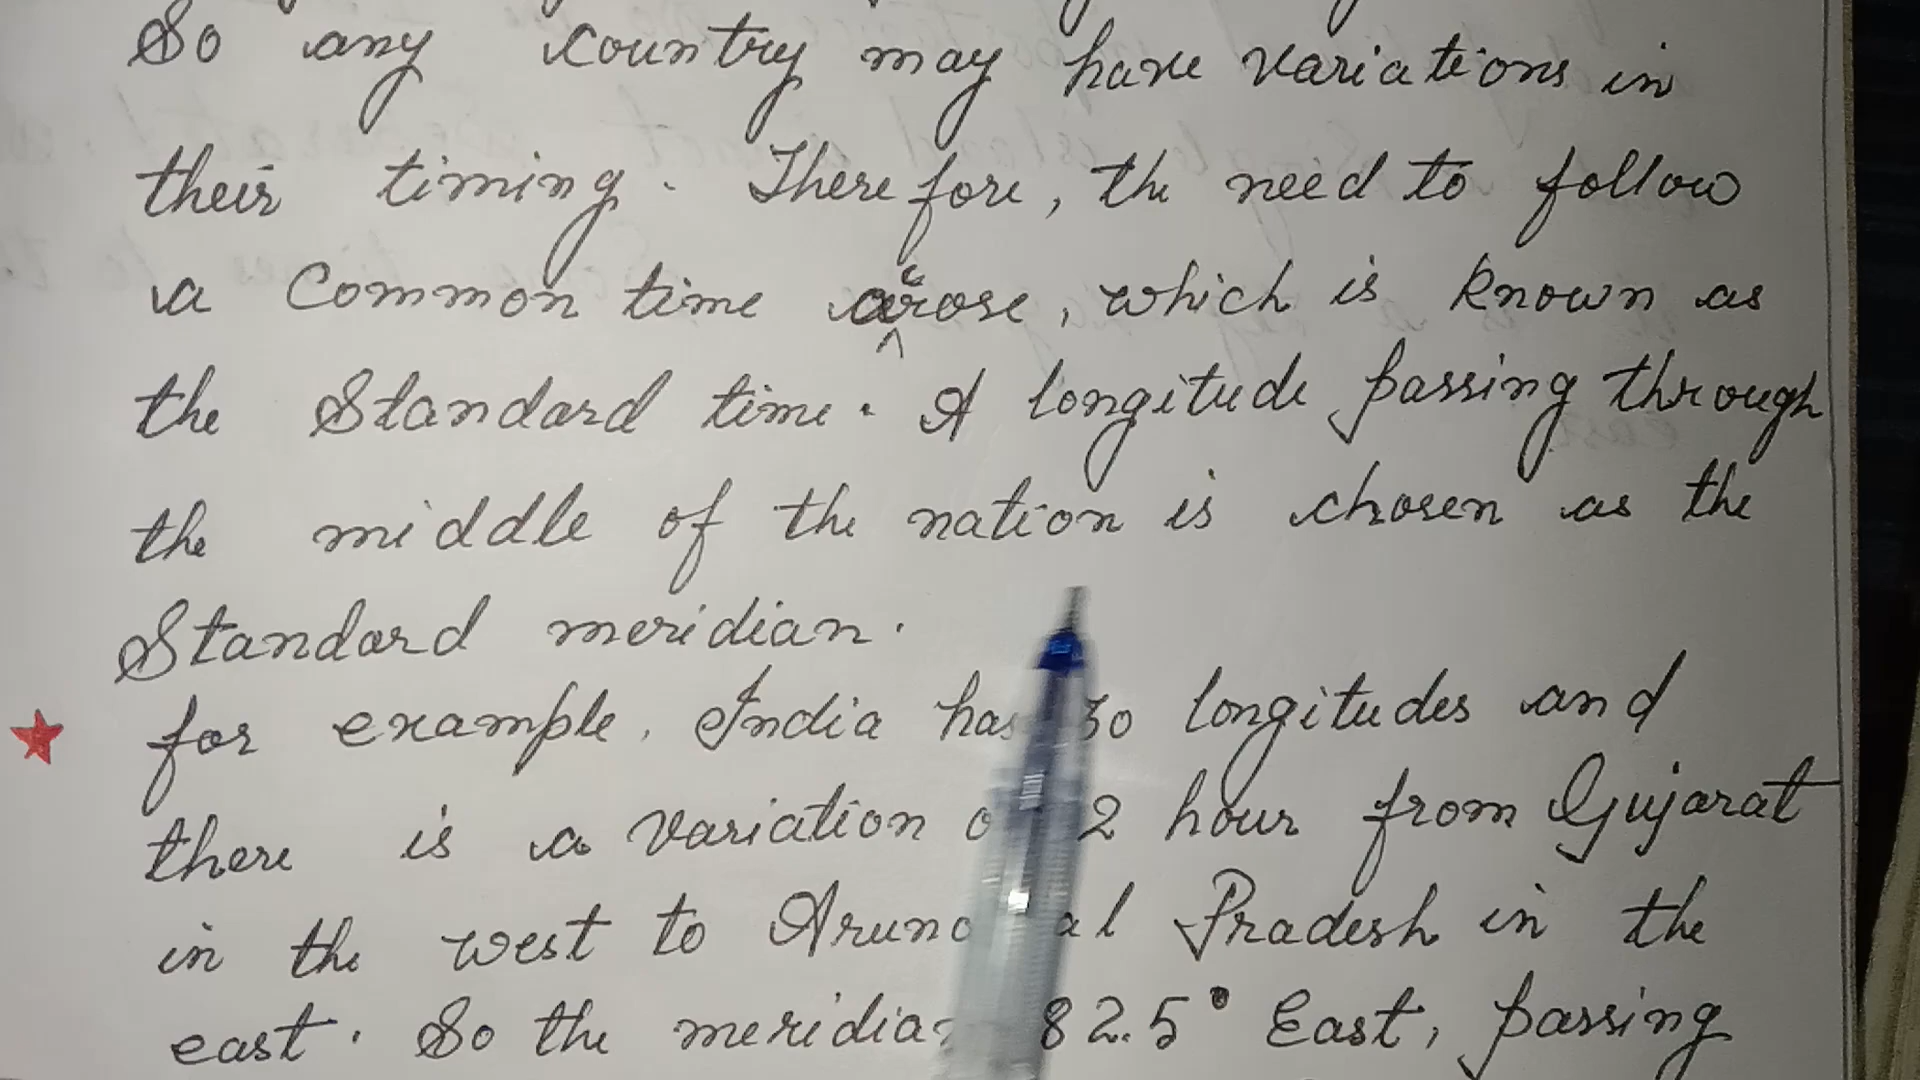 So any country may have variations in
their timing. Therefore, the need to follow
a Common time arose, which is known as
the Standard time. A longitude passing through
the middle of the nation is chosen as the
Standard meridian.
for example, India has 30 longitudes and
there is a variation of 2 hour from Gujarat
in the west to Arunachal Pradesh in the
east. So the meridian 82.5° East, passing